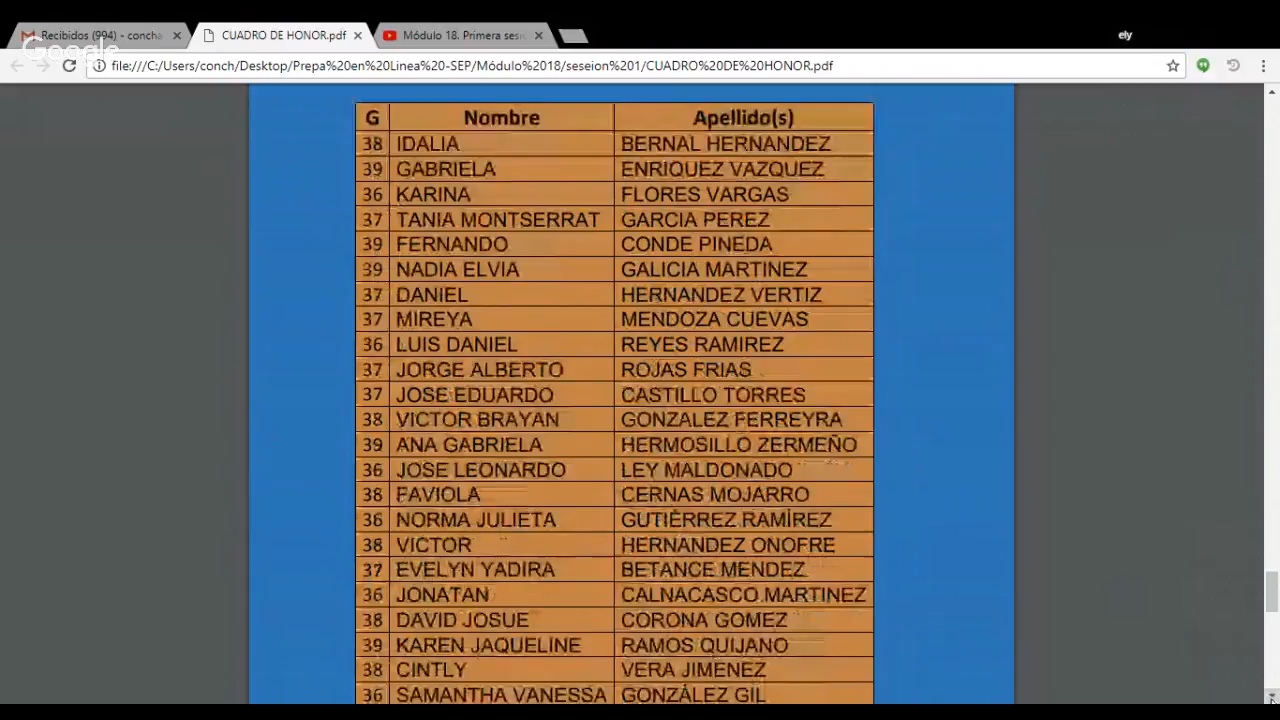 Recibidos (994) - concha
CUADRO DE HONOR.pdf
Módulo 18. Primera sesi
ely
Google
file:///C:/Users/conch/Desktop/Prepa%20en%20Linea%20-SEP/Módulo%2018/seseion%201/CUADRO%20DE%20HONOR.pdf
G Nombre Apellido(s)
38 IDALIA BERNAL HERNANDEZ
39 GABRIELA ENRIQUEZ VAZQUEZ
36 KARINA FLORES VARGAS
37 TANIA MONTSERRAT GARCIA PEREZ
39 FERNANDO CONDE PINEDA
39 NADIA ELVIA GALICIA MARTINEZ
37 DANIEL HERNANDEZ VERTIZ
37 MIREYA MENDOZA CUEVAS
36 LUIS DANIEL REYES RAMIREZ
37 JORGE ALBERTO ROJAS FRIAS
37 JOSE EDUARDO CASTILLO TORRES
38 VICTOR BRAYAN GONZALEZ FERREYRA
39 ANA GABRIELA HERMOSILLO ZERMEÑO
36 JOSE LEONARDO LEY MALDONADO
38 FAVIOLA CERNAS MOJARRO
36 NORMA JULIETA GUTIÉRREZ RAMÍREZ
38 VICTOR HERNANDEZ ONOFRE
37 EVELYN YADIRA BETANCE MENDEZ
36 JONATAN CALNACASCO MARTINEZ
38 DAVID JOSUE CORONA GOMEZ
39 KAREN JAQUELINE RAMOS QUIJANO
38 CINTLY VERA JIMENEZ
36 SAMANTHA VANESSA GONZÁLEZ GIL